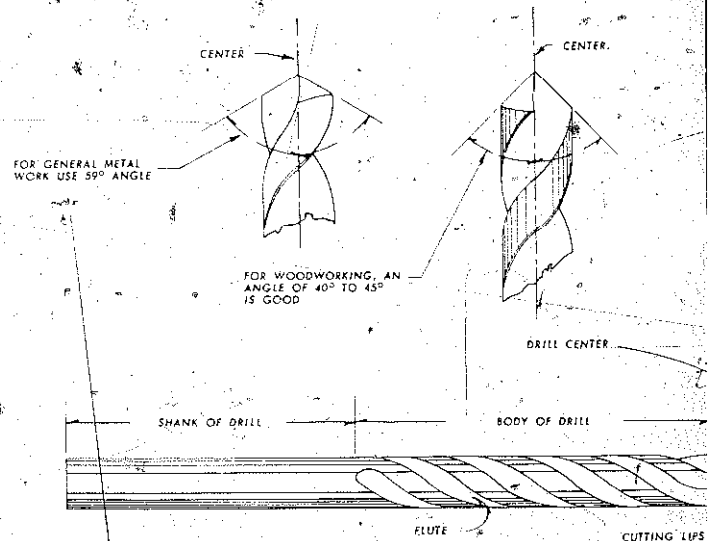 CENTER
CENTER.
FOR GENERAL METAL
WORK USE 59° ANGLE
FOR WOODWORKING, AN
ANGLE OF 40° TO 45°
IS GOOD
DRILL CENTER
SHANK OF DRILL
BODY OF DRILL
FLUTE
CUTTING LIPS